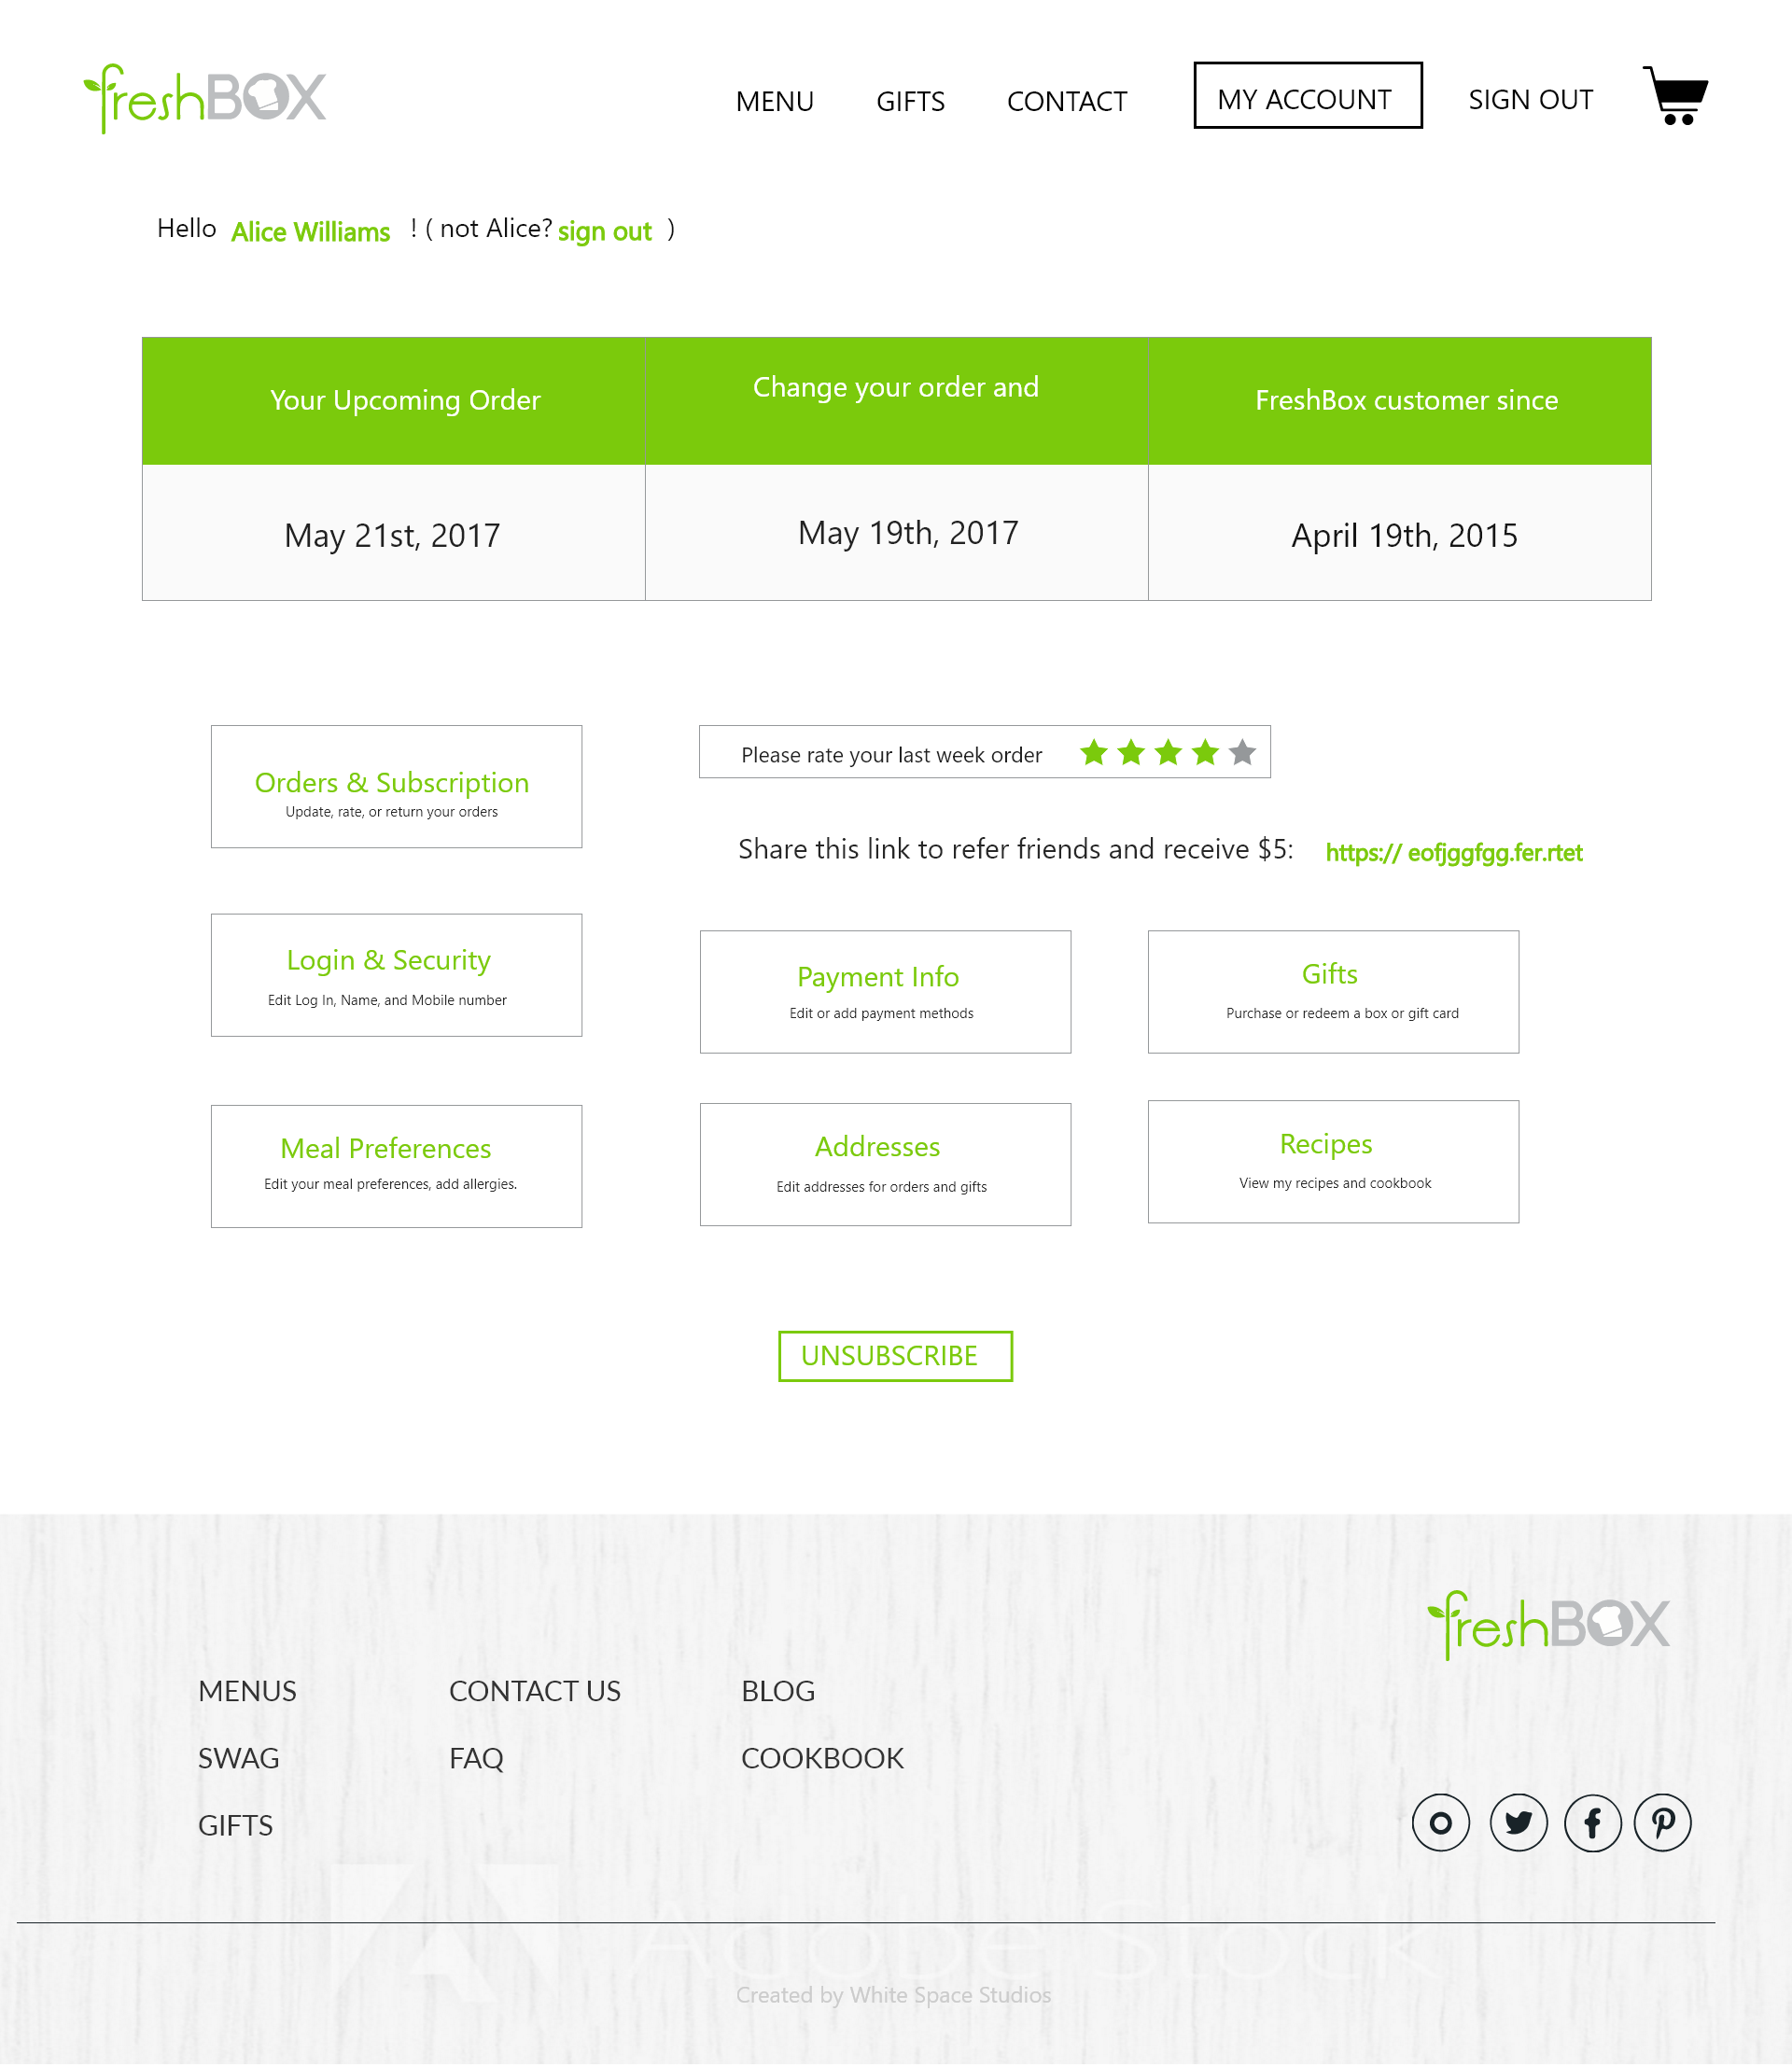 freshBOX
MENU GIFTS CONTACT MY ACCOUNT SIGN OUT
Hello Alice Williams ! ( not Alice? sign out )
Your Upcoming Order
Change your order and
FreshBox customer since
May 21st, 2017
May 19th, 2017
April 19th, 2015
Orders & Subscription
Update, rate, or return your orders
Please rate your last week order
Share this link to refer friends and receive $5: https:// eofjggfgg.fer.rtet
Login & Security
Edit Log In, Name, and Mobile number
Payment Info
Edit or add payment methods
Gifts
Purchase or redeem a box or gift card
Meal Preferences
Edit your meal preferences, add allergies.
Addresses
Edit addresses for orders and gifts
Recipes
View my recipes and cookbook
UNSUBSCRIBE
freshBOX
MENUS CONTACT US BLOG
SWAG FAQ COOKBOOK
GIFTS
Adobe Stock
Created by White Space Studios